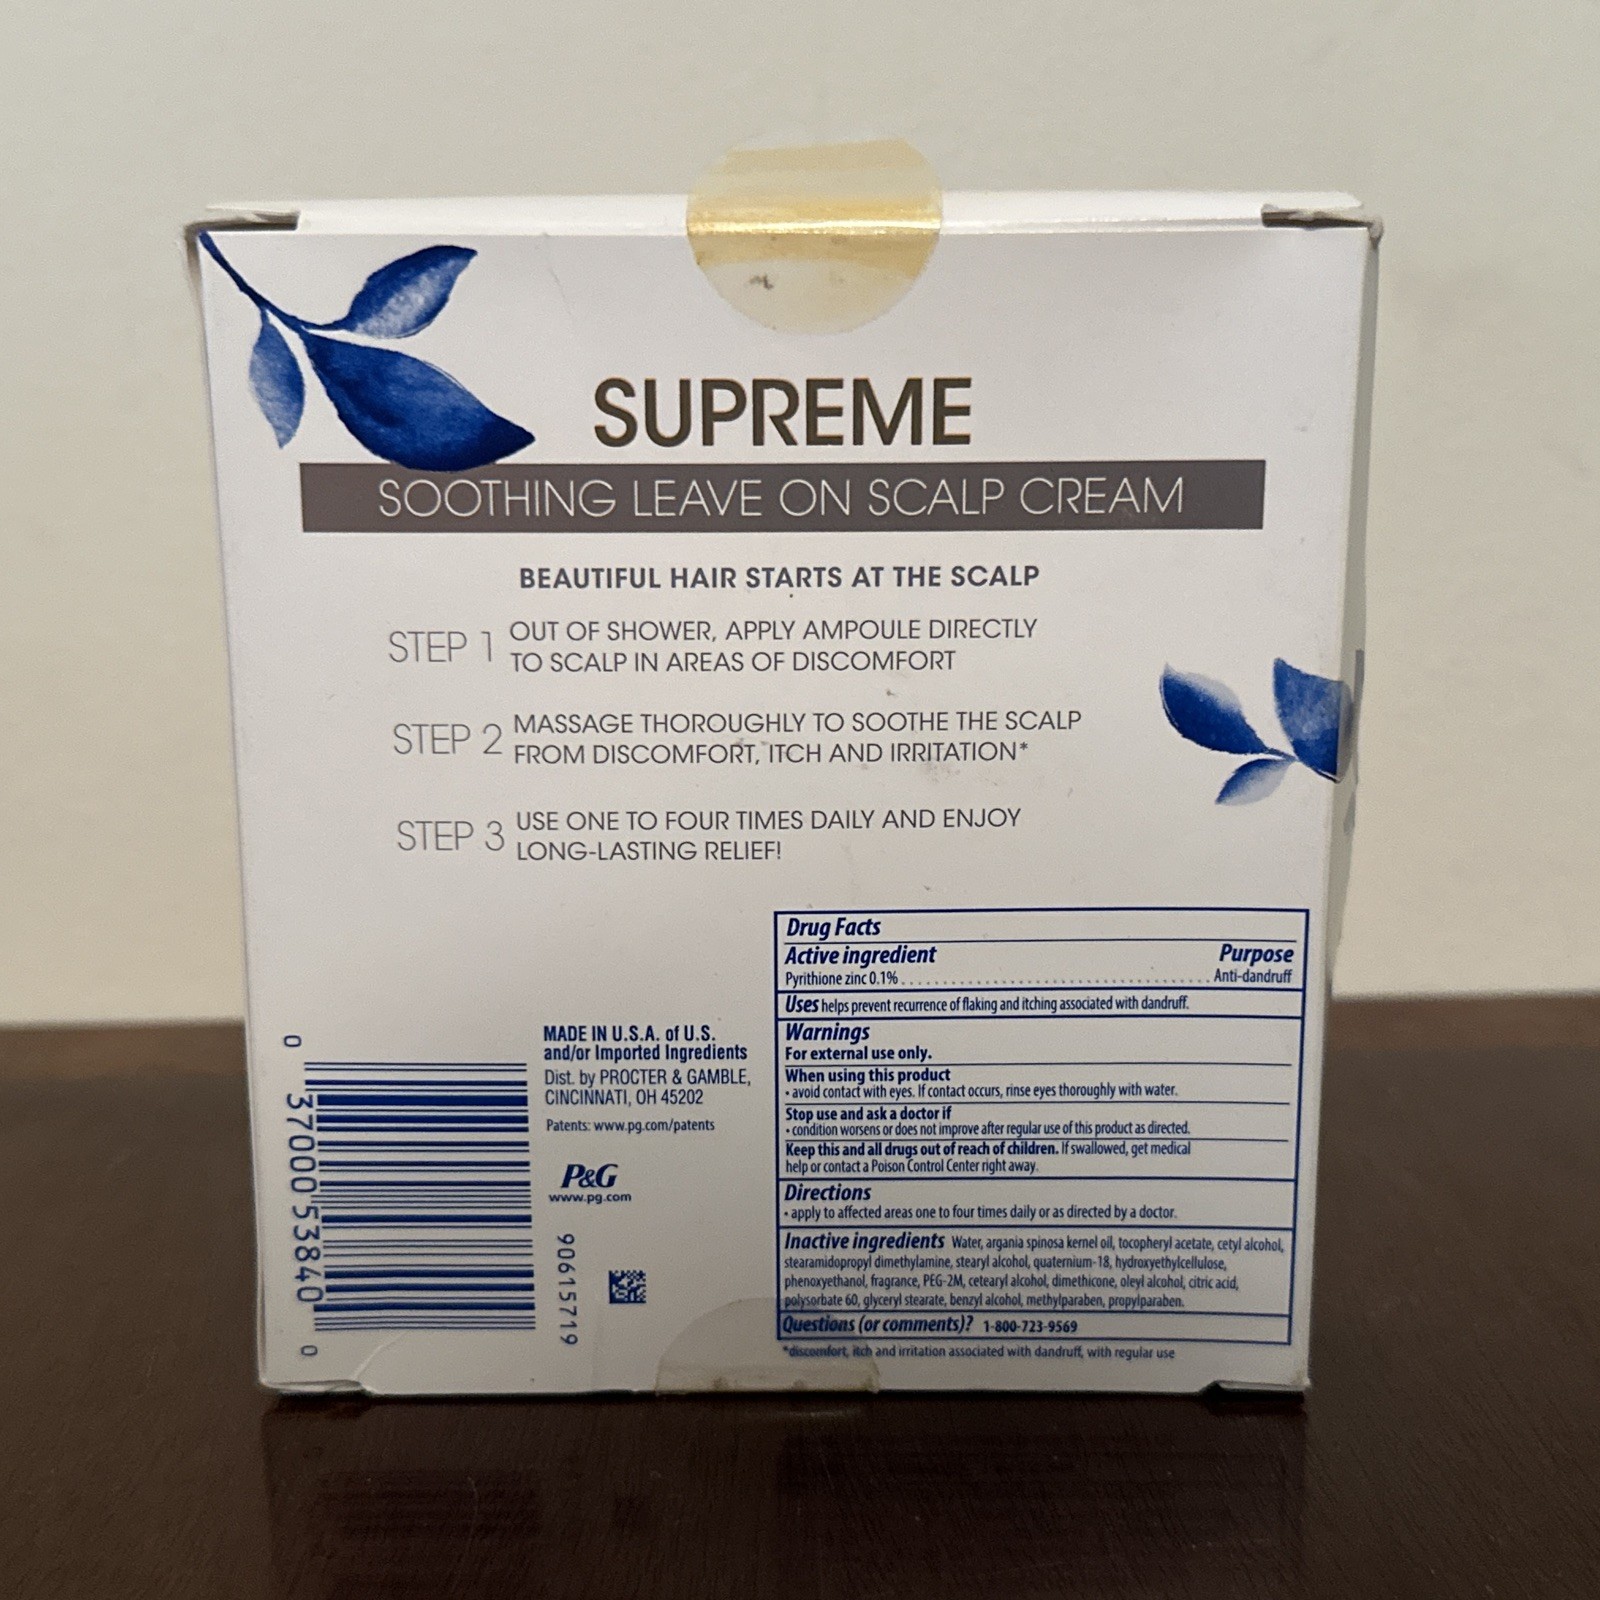 SUPREME
SOOTHING LEAVE ON SCALP CREAM
BEAUTIFUL HAIR STARTS AT THE SCALP
STEP 1 OUT OF SHOWER, APPLY AMPOULE DIRECTLY
TO SCALP IN AREAS OF DISCOMFORT
STEP 2 MASSAGE THOROUGHLY TO SOOTHE THE SCALP
FROM DISCOMFORT, ITCH AND IRRITATION*
STEP 3 USE ONE TO FOUR TIMES DAILY AND ENJOY
LONG-LASTING RELIEF!
0 37000 53840 0
MADE IN U.S.A. of U.S.
and/or Imported Ingredients
Dist. by PROCTER & GAMBLE,
CINCINNATI, OH 45202
Patents: www.pg.com/patents
P&G
www.pg.com
90615719
Drug Facts
Active ingredient Purpose
Pyrithione zinc 0.1% ........................................ Anti-dandruff
Uses helps prevent recurrence of flaking and itching associated with dandruff.
Warnings
For external use only.
When using this product
• avoid contact with eyes. If contact occurs, rinse eyes thoroughly with water.
Stop use and ask a doctor if
• condition worsens or does not improve after regular use of this product as directed.
Keep this and all drugs out of reach of children. If swallowed, get medical
help or contact a Poison Control Center right away.
Directions
• apply to affected areas one to four times daily or as directed by a doctor.
Inactive ingredients Water, argania spinosa kernel oil, tocopheryl acetate, cetyl alcohol,
stearamidopropyl dimethylamine, stearyl alcohol, quaternium-18, hydroxyethylcellulose,
phenoxyethanol, fragrance, PEG-2M, cetearyl alcohol, dimethicone, oleyl alcohol, citric acid,
polysorbate 60, glyceryl stearate, benzyl alcohol, methylparaben, propylparaben.
Questions (or comments)? 1-800-723-9569
*discomfort, itch and irritation associated with dandruff, with regular use